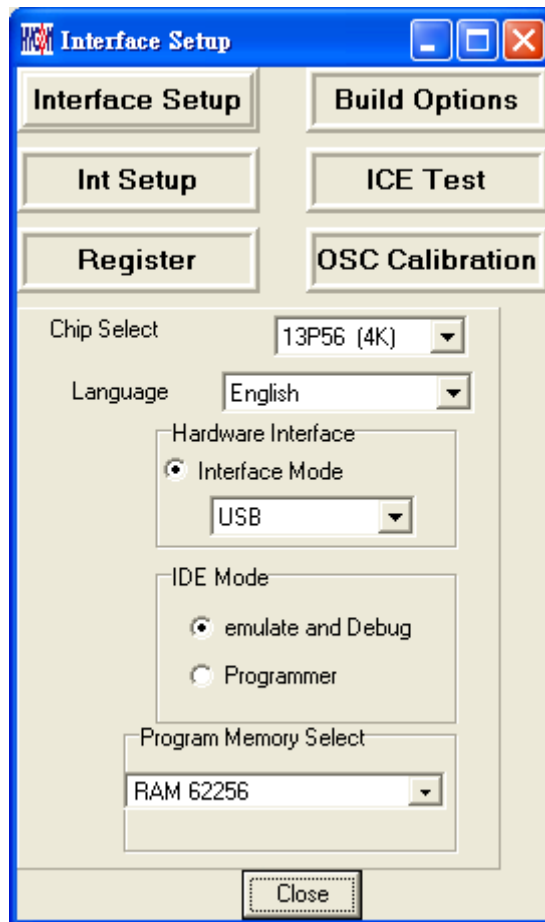 Interface Setup
Interface Setup
Build Options
Int Setup
ICE Test
Register
OSC Calibration
Chip Select
13P56 (4K)
Language
English
Hardware Interface
Interface Mode
USB
IDE Mode
emulate and Debug
Programmer
Program Memory Select
RAM 62256
Close